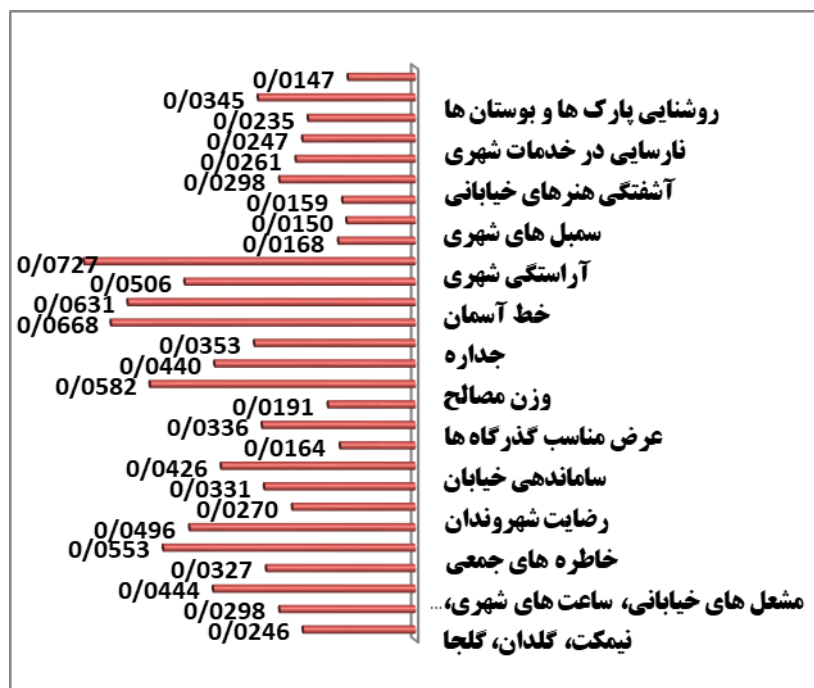 0/0147
0/0345
روشنایی پارک ها و بوستان ها
0/0235
0/0247
نارسایی در خدمات شهری
0/0261
0/0298
آشفتگی هنرهای خیابانی
0/0159
0/0150
سمبل های شهری
0/0168
0/0727
آراستگی شهری
0/0506
0/0631
خط آسمان
0/0668
0/0353
جداره
0/0440
0/0582
وزن مصالح
0/0191
0/0336
عرض مناسب گذرگاه ها
0/0164
0/0426
ساماندهی خیابان
0/0331
0/0270
رضایت شهروندان
0/0496
0/0553
خاطره های جمعی
0/0327
0/0444
مشعل های خیابانی، ساعت های شهری، ...
0/0298
0/0246
نیمکت، گلدان، گلجا